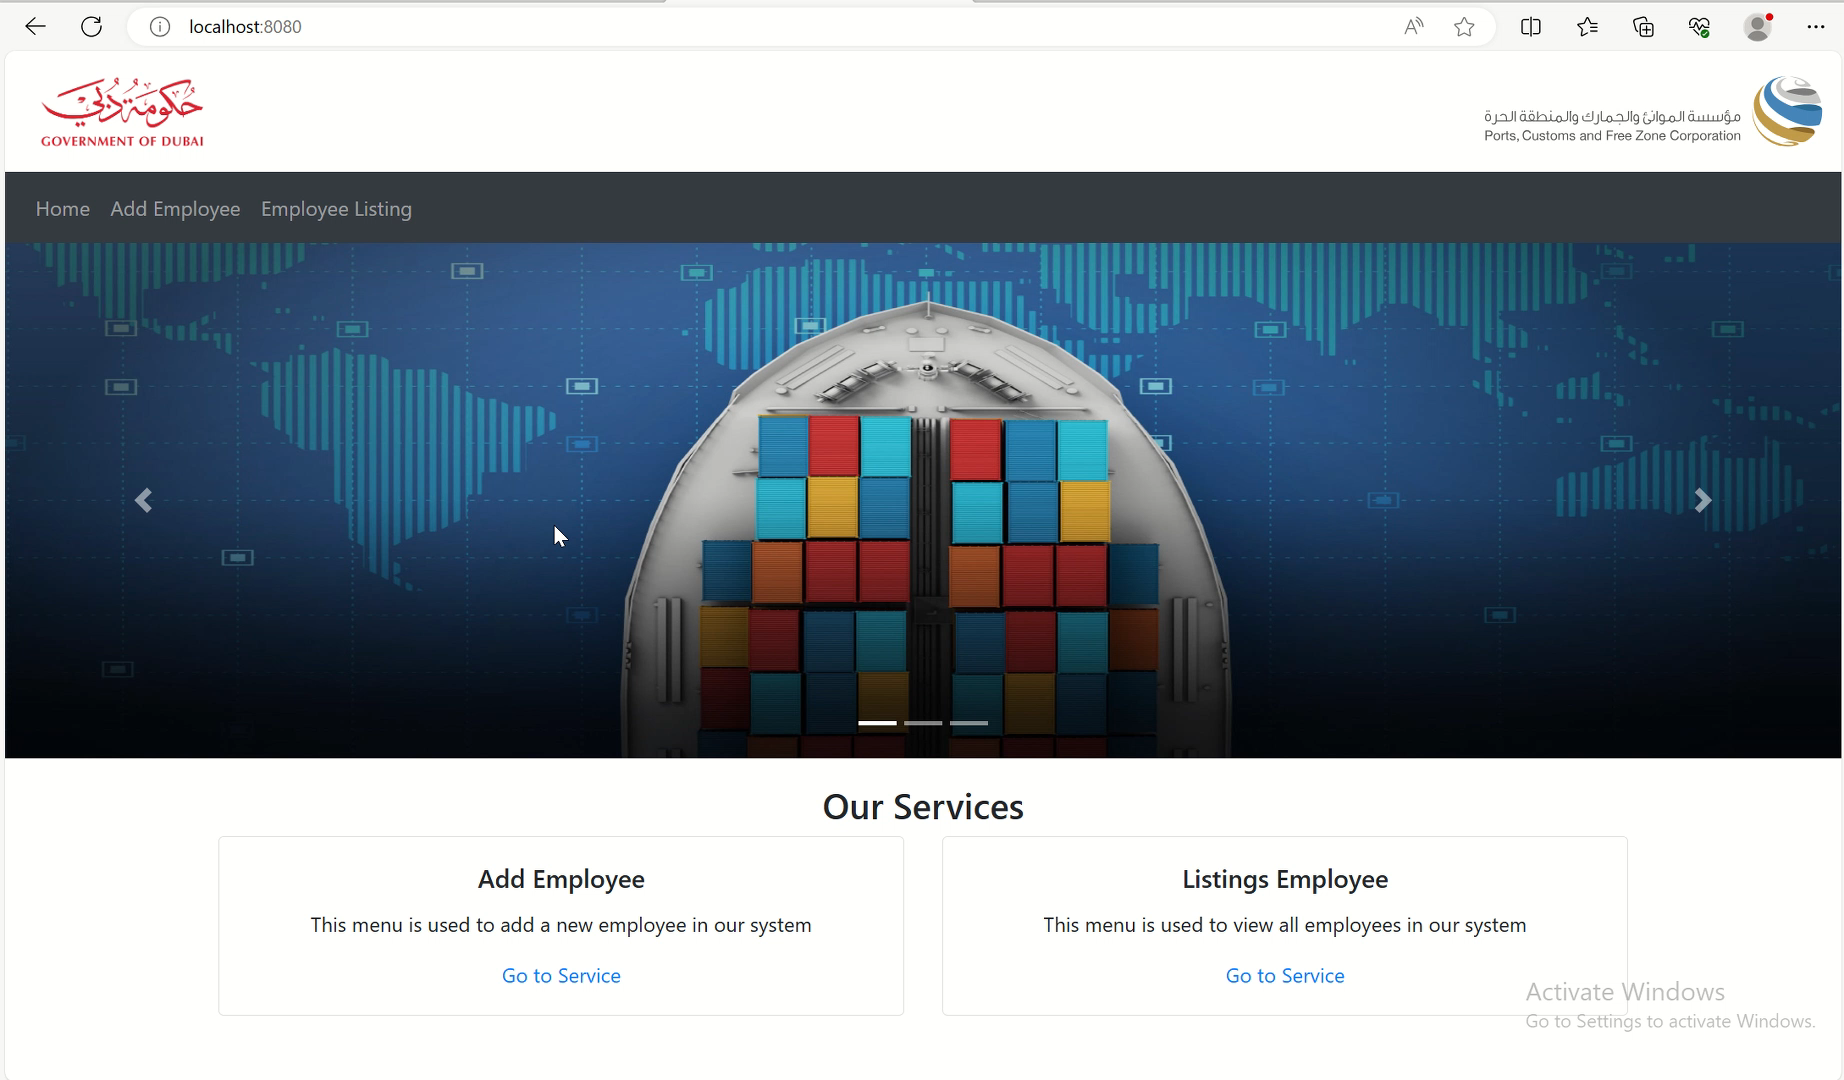 localhost:8080
حكومة دبي
GOVERNMENT OF DUBAI
مؤسسة الموانئ والجمارك والمنطقة الحرة
Ports, Customs and Free Zone Corporation
Home Add Employee Employee Listing
Our Services
Add Employee
This menu is used to add a new employee in our system
Go to Service
Listings Employee
This menu is used to view all employees in our system
Go to Service
Activate Windows
Go to Settings to activate Windows.